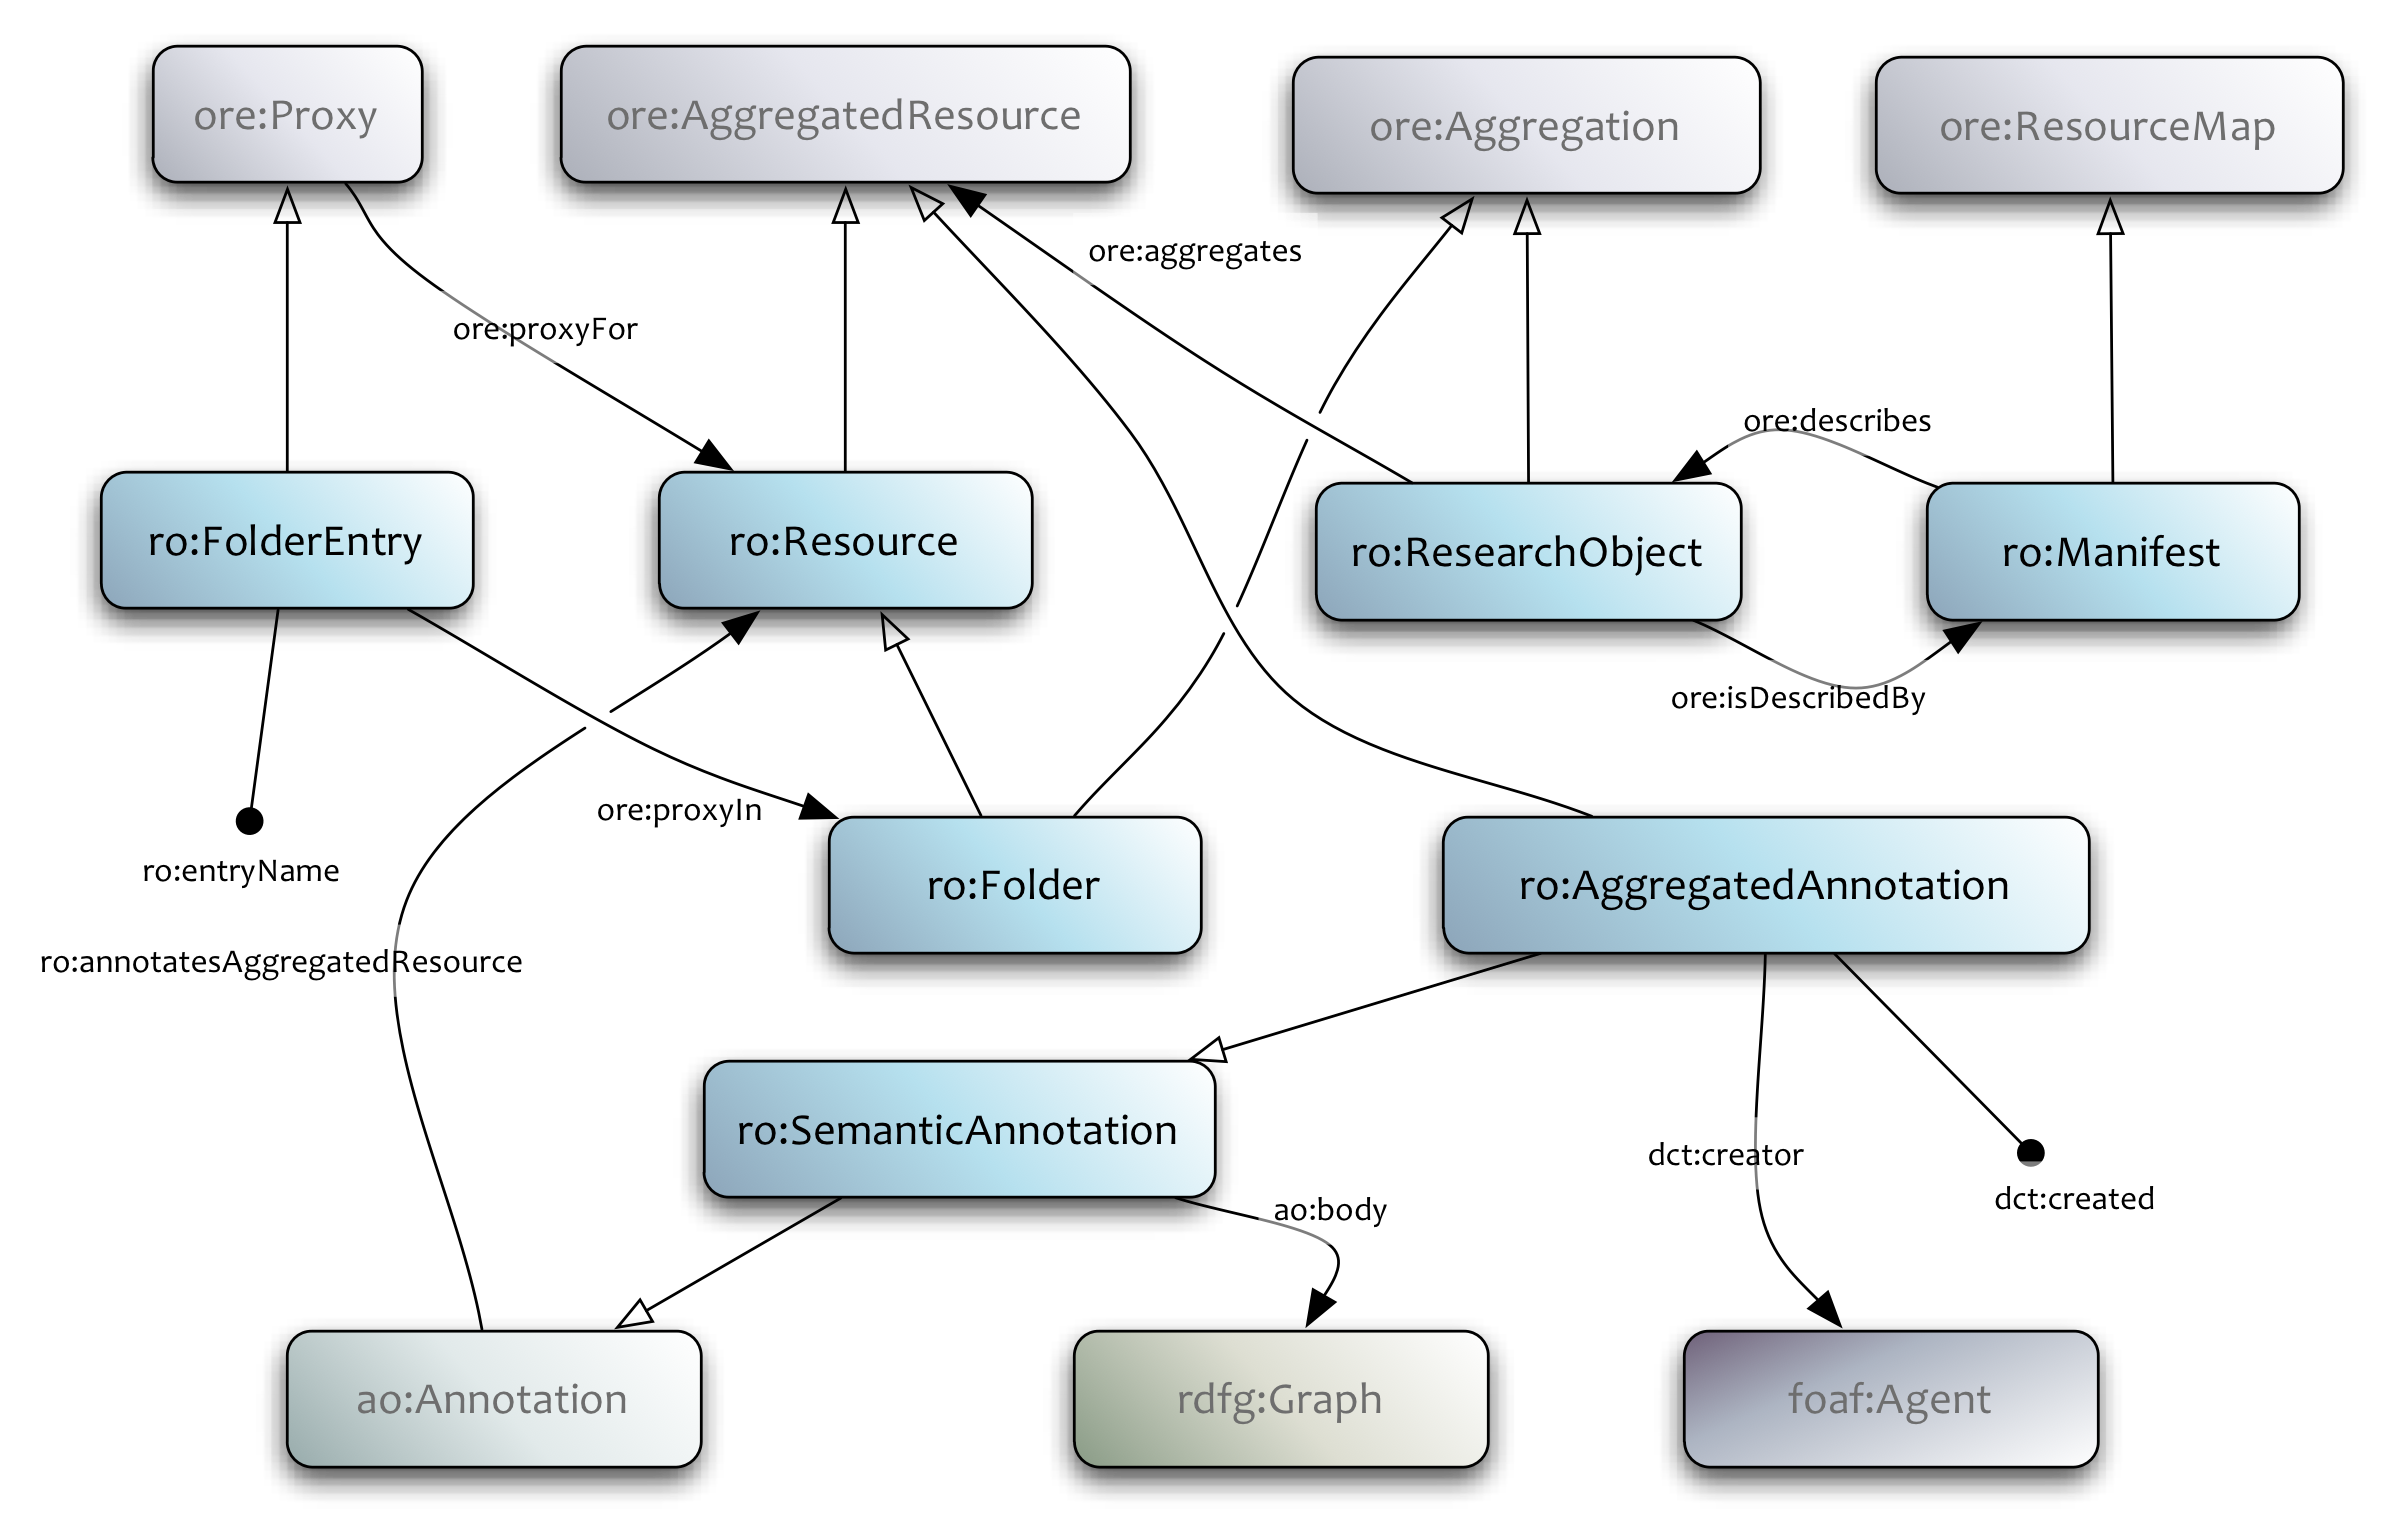 ore:Proxy
ore:AggregatedResource
ore:Aggregation
ore:ResourceMap
ore:aggregates
ore:proxyFor
ore:describes
ro:FolderEntry
ro:Resource
ro:ResearchObject
ro:Manifest
ore:isDescribedBy
ore:proxyIn
ro:entryName
ro:Folder
ro:AggregatedAnnotation
ro:annotatesAggregatedResource
ro:SemanticAnnotation
dct:creator
dct:created
ao:body
ao:Annotation
rdfg:Graph
foaf:Agent